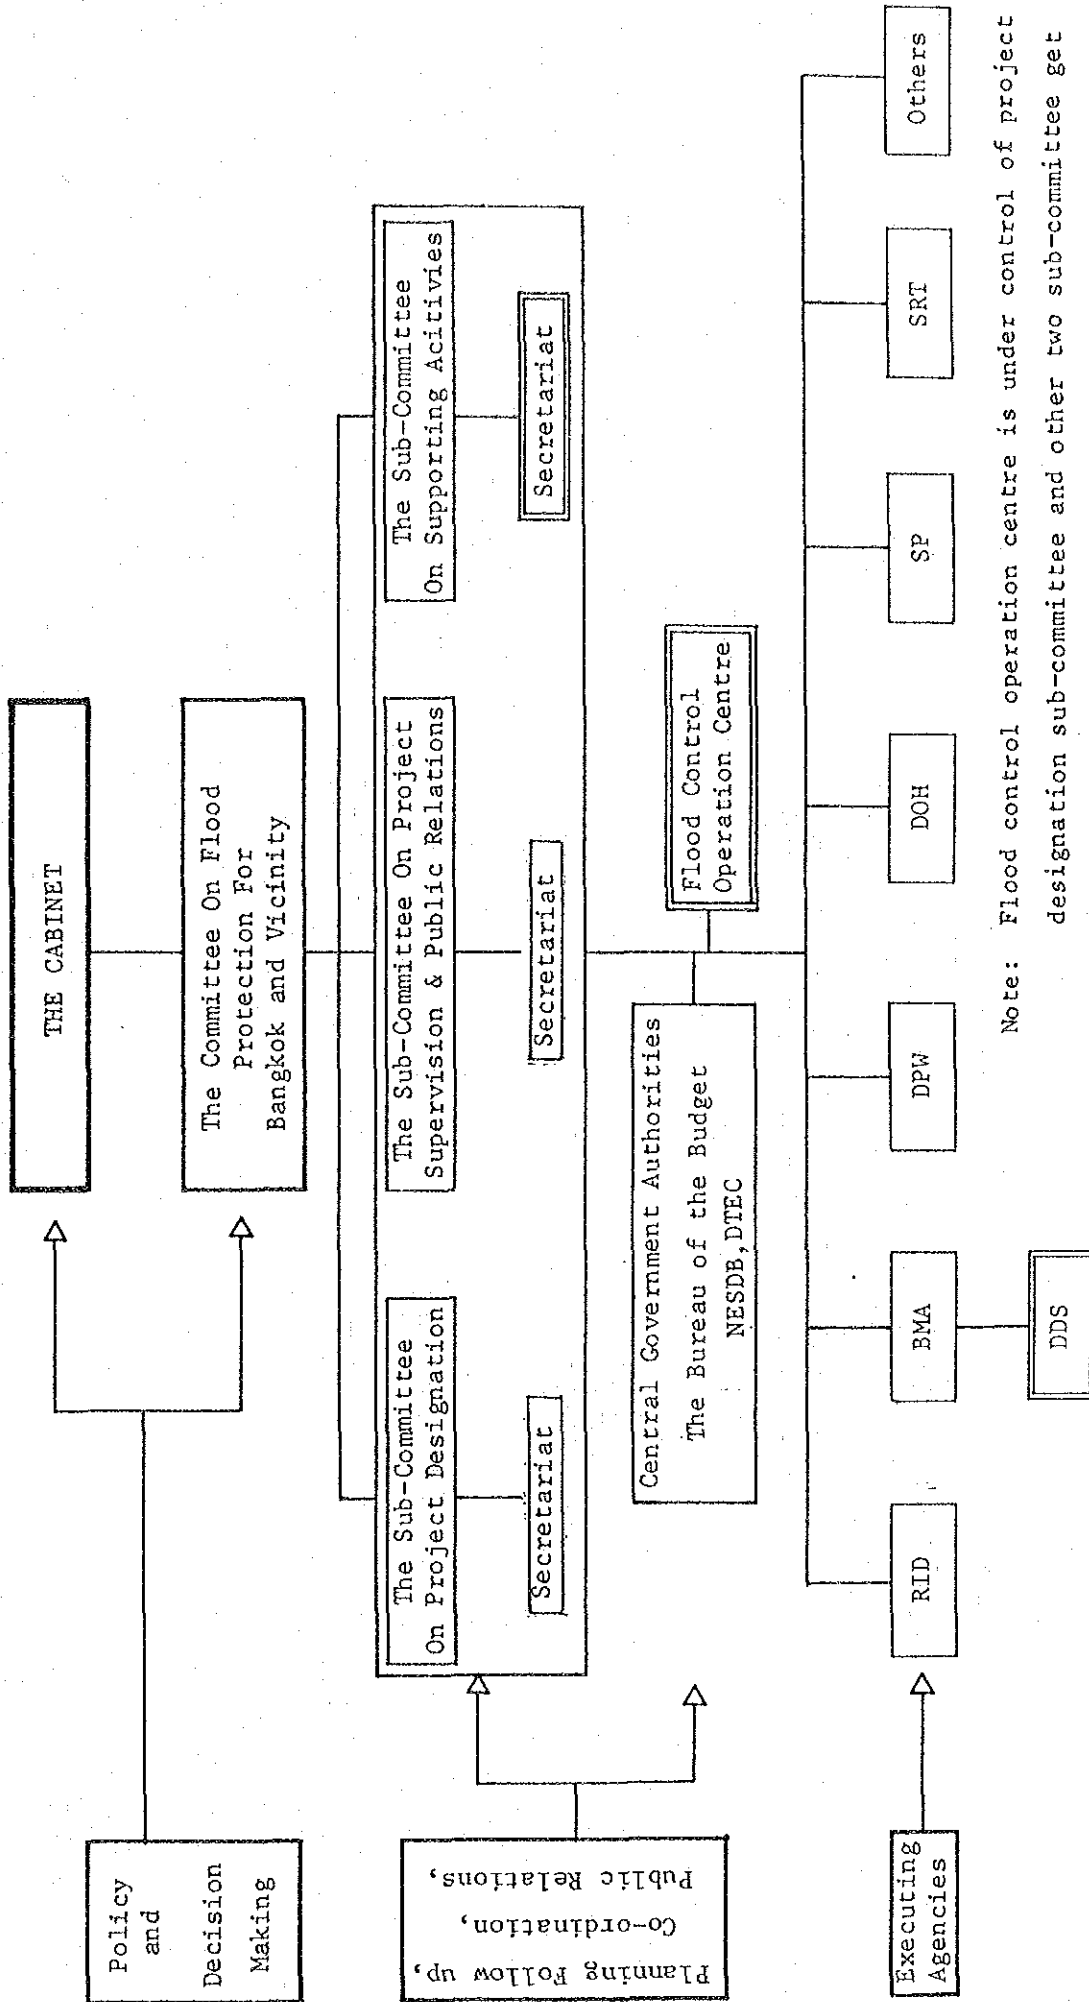 THE CABINET
The Committee On Flood
Protection For
Bangkok and Vicinity
Policy
and
Decision
Making
The Sub-Committee
On Project Designation
Secretariat
The Sub-Committee On Project
Supervision & Public Relations
Secretariat
The Sub-Committee
On Supporting Acitivies
Secretariat
Planning Follow up,
Co-ordination,
Public Relations,
Central Government Authorities
The Bureau of the Budget
NESDB,DTEC
Flood Control
Operation Centre
Executing
Agencies
RID
BMA
DPW
DOH
SP
SRT
Others
DDS
Note: Flood control operation centre is under control of project
designation sub-committee and other two sub-committee get